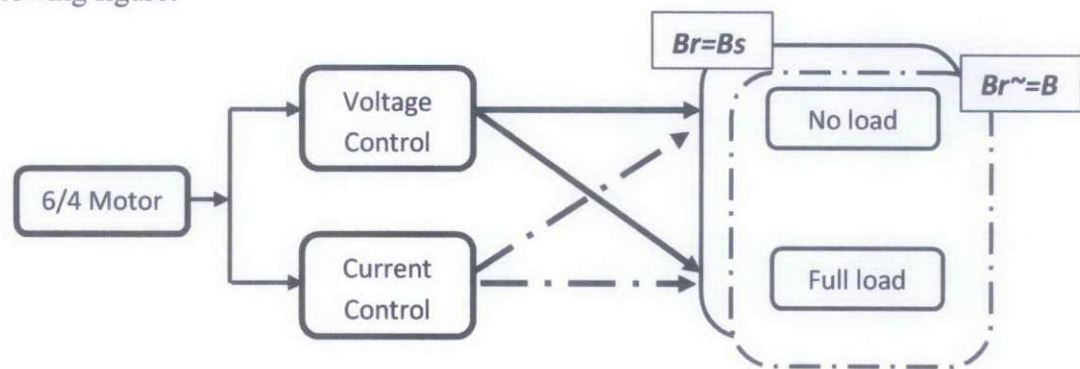 Br=Bs
Voltage
Control
Br~=B
No load
6/4 Motor
Current
Control
Full load